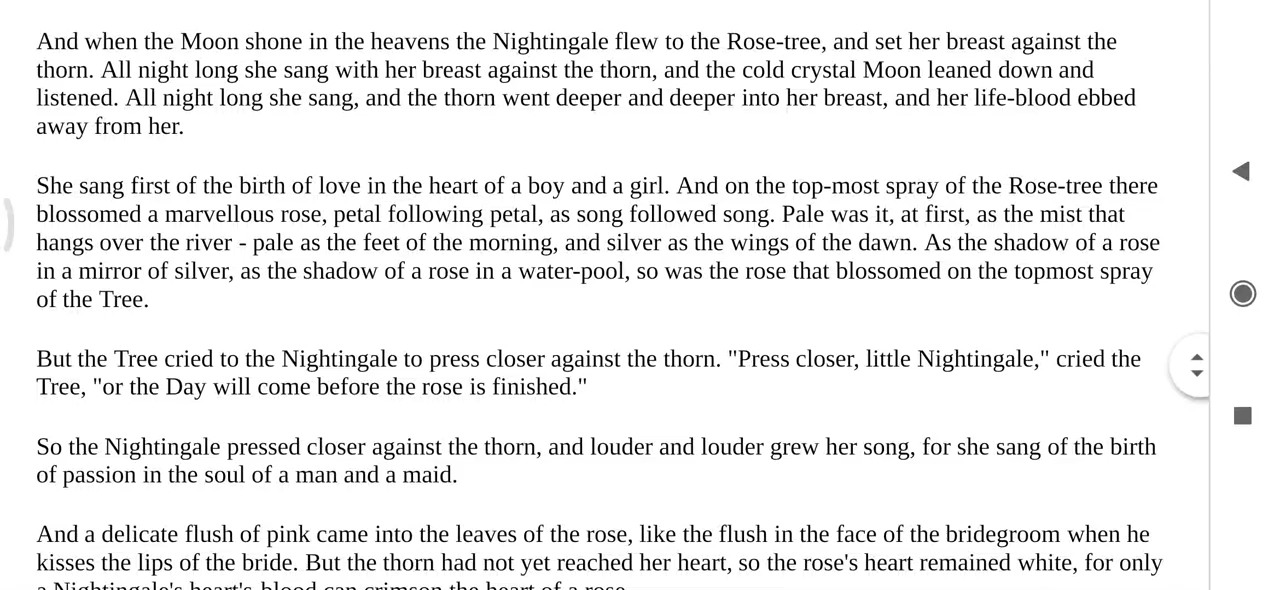 And when the Moon shone in the heavens the Nightingale flew to the Rose-tree, and set her breast against the
thorn. All night long she sang with her breast against the thorn, and the cold crystal Moon leaned down and
listened. All night long she sang, and the thorn went deeper and deeper into her breast, and her life-blood ebbed
away from her.
She sang first of the birth of love in the heart of a boy and a girl. And on the top-most spray of the Rose-tree there
blossomed a marvellous rose, petal following petal, as song followed song. Pale was it, at first, as the mist that
hangs over the river - pale as the feet of the morning, and silver as the wings of the dawn. As the shadow of a rose
in a mirror of silver, as the shadow of a rose in a water-pool, so was the rose that blossomed on the topmost spray
of the Tree.
But the Tree cried to the Nightingale to press closer against the thorn. "Press closer, little Nightingale," cried the
Tree, "or the Day will come before the rose is finished."
So the Nightingale pressed closer against the thorn, and louder and louder grew her song, for she sang of the birth
of passion in the soul of a man and a maid.
And a delicate flush of pink came into the leaves of the rose, like the flush in the face of the bridegroom when he
kisses the lips of the bride. But the thorn had not yet reached her heart, so the rose's heart remained white, for only
a Nightingale's heart's-blood can crimson the heart of a rose.